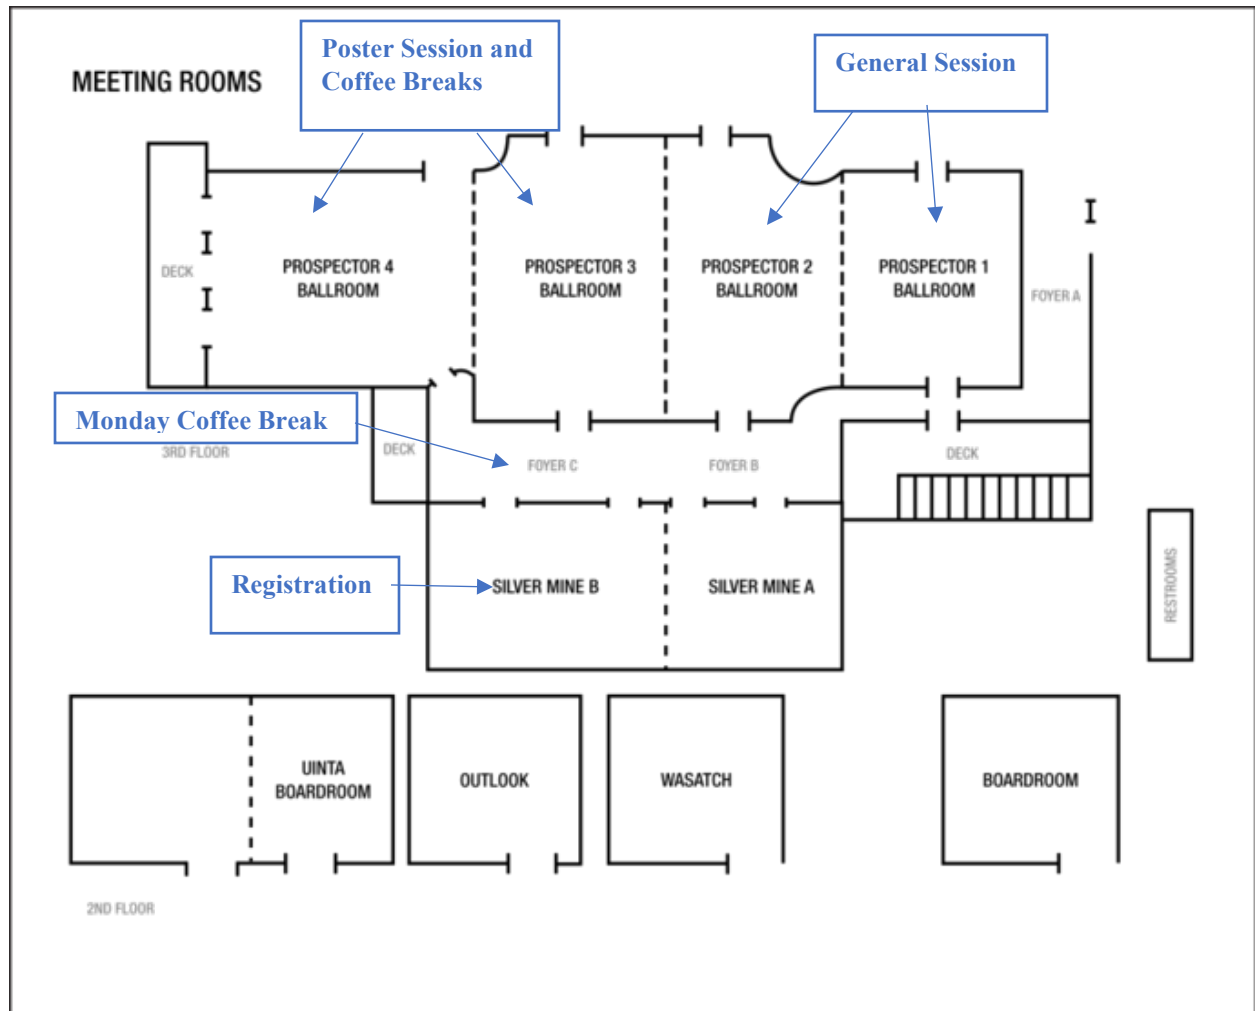 MEETING ROOMS
Poster Session and
Coffee Breaks
General Session
DECK
PROSPECTOR 4
BALLROOM
PROSPECTOR 3
BALLROOM
PROSPECTOR 2
BALLROOM
PROSPECTOR 1
BALLROOM
FOYER A
Monday Coffee Break
3RD FLOOR
DECK
FOYER C
FOYER B
DECK
Registration
SILVER MINE B
SILVER MINE A
RESTROOMS
UINTA
BOARDROOM
OUTLOOK
WASATCH
BOARDROOM
2ND FLOOR